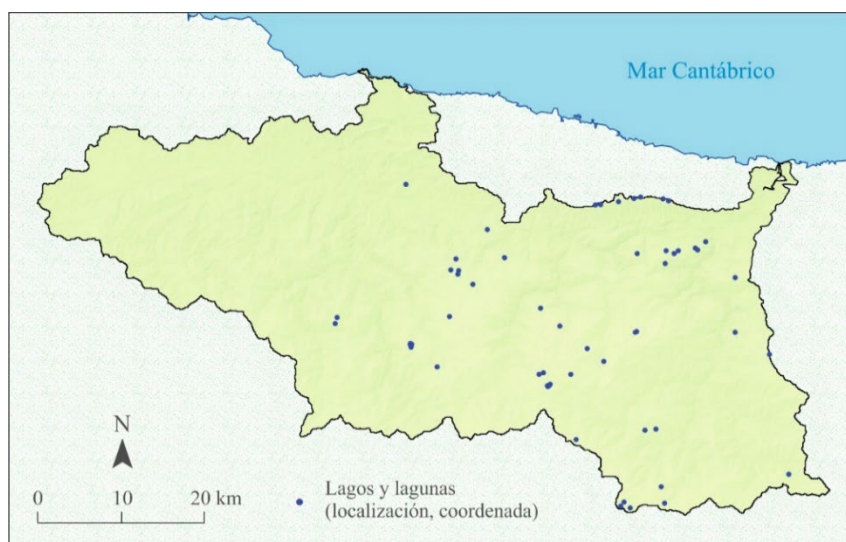 Mar Cantábrico
N
0 10 20 km
Lagos y lagunas
(localización, coordenada)